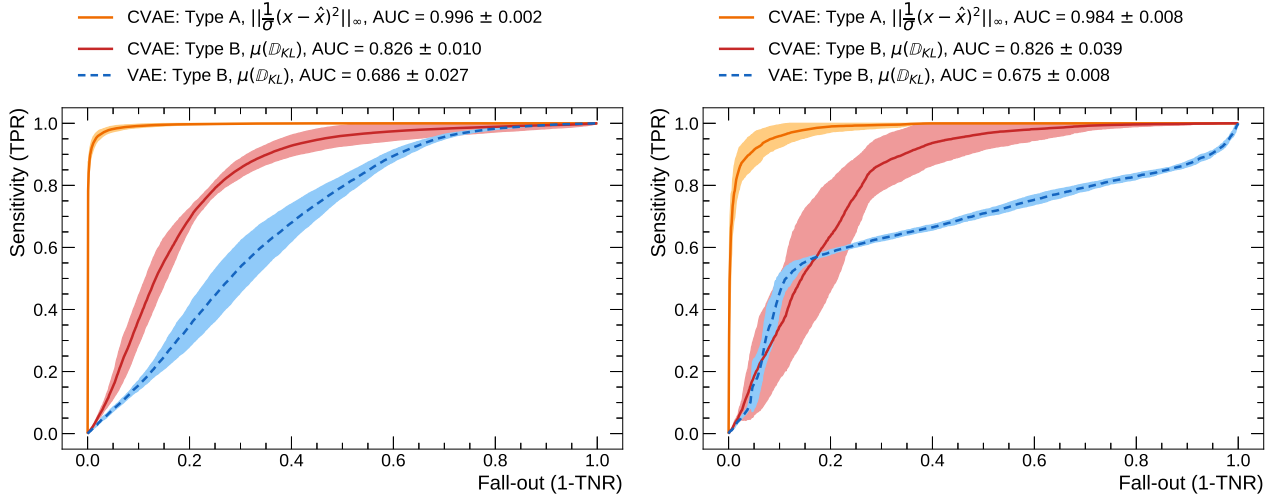 CVAE: Type A, ||1/σ(x − x̂)²||∞, AUC = 0.996 ± 0.002
CVAE: Type B, μ(𝔻KL), AUC = 0.826 ± 0.010
VAE: Type B, μ(𝔻KL), AUC = 0.686 ± 0.027
Sensitivity (TPR)
1.0
0.8
0.6
0.4
0.2
0.0
0.0 0.2 0.4 0.6 0.8 1.0
Fall-out (1-TNR)
CVAE: Type A, ||1/σ(x − x̂)²||∞, AUC = 0.984 ± 0.008
CVAE: Type B, μ(𝔻KL), AUC = 0.826 ± 0.039
VAE: Type B, μ(𝔻KL), AUC = 0.675 ± 0.008
Sensitivity (TPR)
1.0
0.8
0.6
0.4
0.2
0.0
0.0 0.2 0.4 0.6 0.8 1.0
Fall-out (1-TNR)